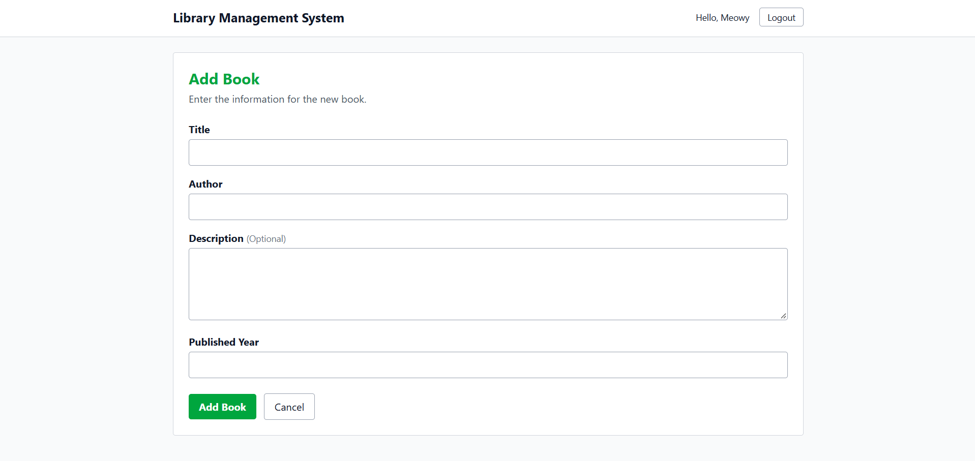 Library Management System
Hello, Meowy
Logout
Add Book
Enter the information for the new book.
Title
Author
Description (Optional)
Published Year
Add Book
Cancel